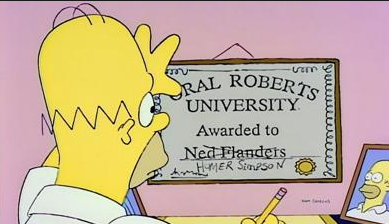 ORAL ROBERTS
UNIVERSITY
Awarded to
Ned Flanders
HOMER SIMPSON